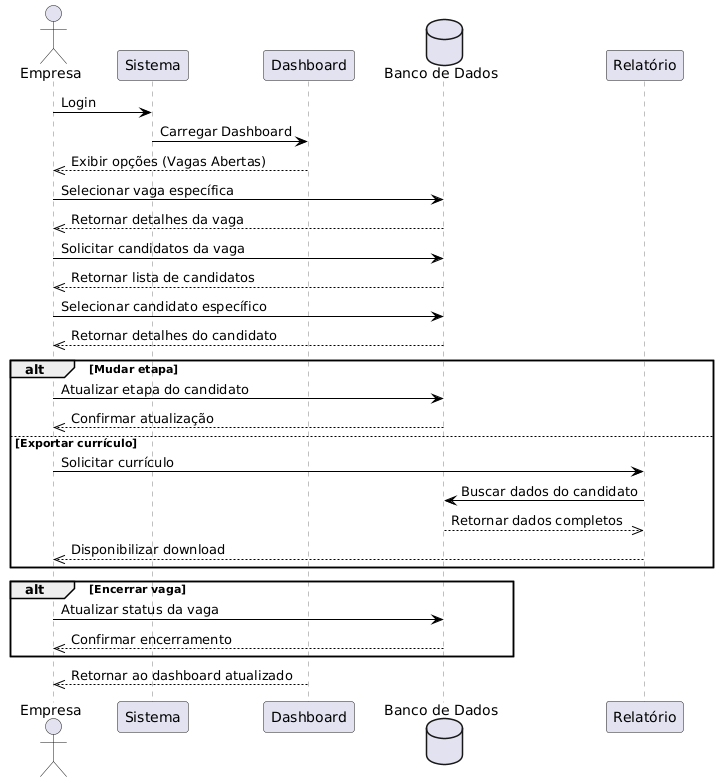 Empresa
Sistema
Dashboard
Banco de Dados
Relatório
Login
Carregar Dashboard
Exibir opções (Vagas Abertas)
Selecionar vaga específica
Retornar detalhes da vaga
Solicitar candidatos da vaga
Retornar lista de candidatos
Selecionar candidato específico
Retornar detalhes do candidato
alt [Mudar etapa]
Atualizar etapa do candidato
Confirmar atualização
[Exportar currículo]
Solicitar currículo
Buscar dados do candidato
Retornar dados completos
Disponibilizar download
alt [Encerrar vaga]
Atualizar status da vaga
Confirmar encerramento
Retornar ao dashboard atualizado
Empresa
Sistema
Dashboard
Banco de Dados
Relatório